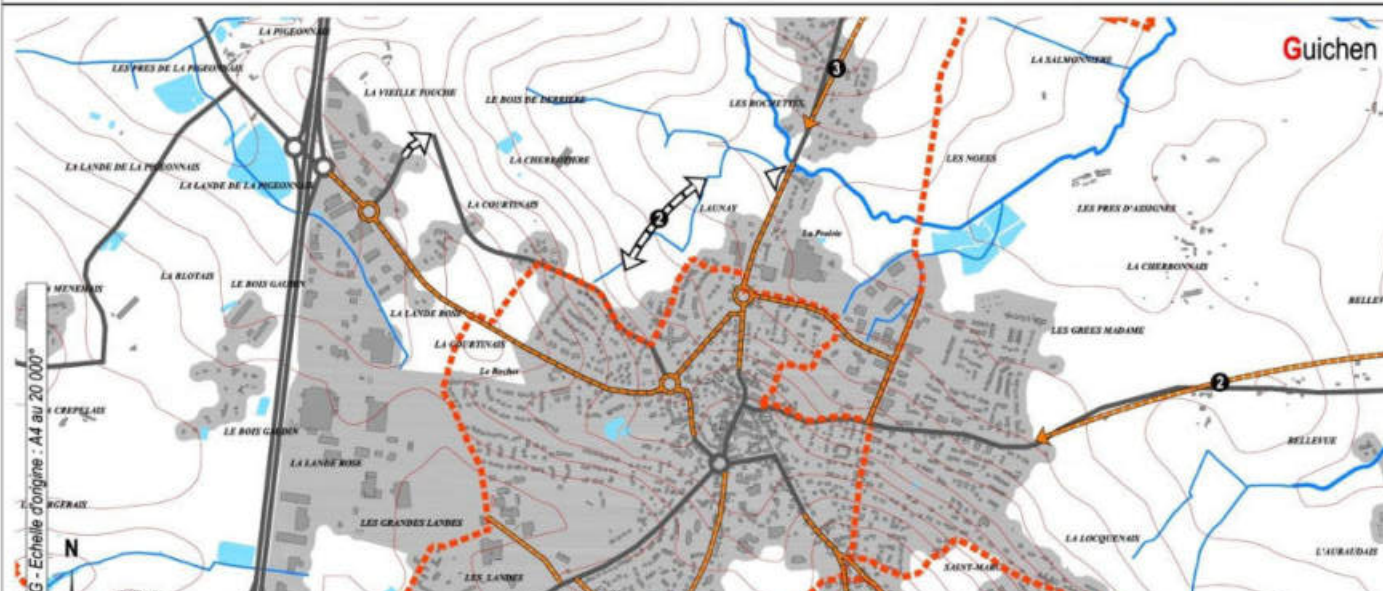 LA PIGEONNAIS
Guichen
LA SALMONNIERE
LES PRES DE LA PIGEONNAIS
3
LA VIEILLE TOUCHE
LE BOIS DE DERRIERE
LES ROCHETTES
LA CHERBOTIERE
LES NOEES
LA LANDE DE LA PIGEONNAIS
LA LANDE DE LA PIGEONNAIS
LA COURTINAIS
2
LAUNAY
LES PRES D'ASSIGNES
La Prairie
LA CHERBONNAIS
LA BLOTAIS
LE BOIS GAUDIN
LA LANDE ROSE
LES GREES MADAME
LA COURTINAIS
Le Rocher
2
LE BOIS GAUDIN
BELLEVUE
LA LANDE ROSE
LES GRANDES LANDES
LA LOCQUENAIS
L'AUBAUDAIS
N
LES LANDES
G - Echelle d'origine : A4 au 20 000°